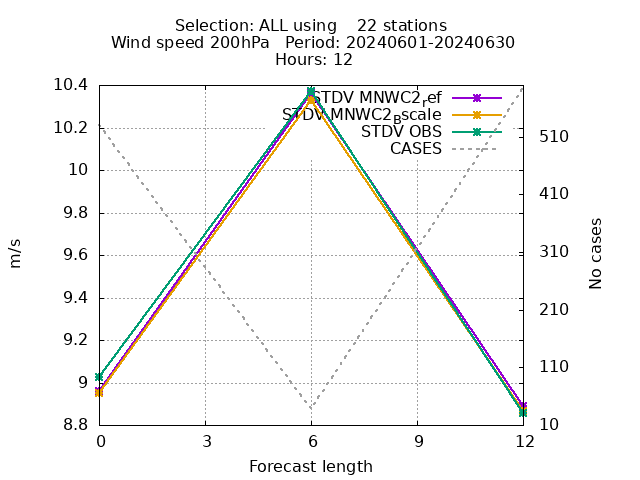 Selection: ALL using    22 stations
Wind speed 200hPa   Period: 20240601-20240630
Hours: 12
10.4
10.2
10
9.8
9.6
9.4
9.2
9
8.8
m/s
STDV MNWC2ref
STDV MNWC2Bscale
STDV OBS
CASES
510
410
310
210
110
10
No cases
0 3 6 9 12
Forecast length